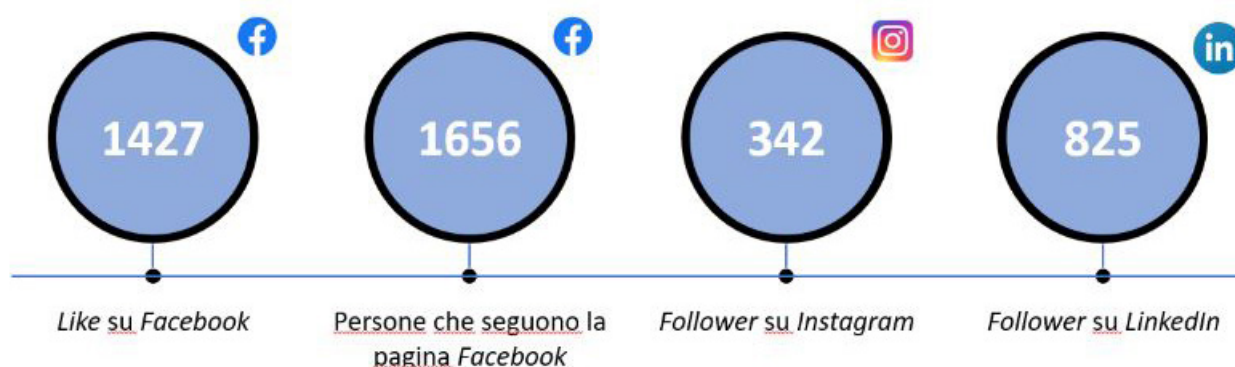 1427
1656
342
825
in
Like su Facebook
Persone che seguono la
pagina Facebook
Follower su Instagram
Follower su LinkedIn